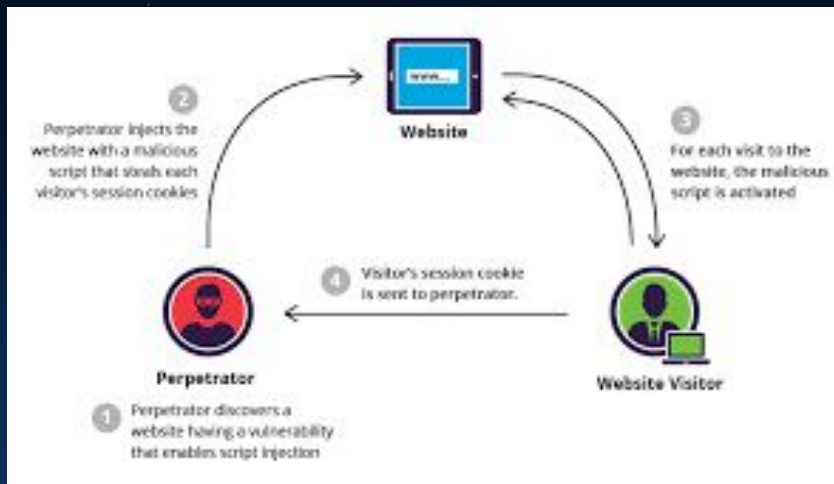 www...
Website
2
Perpetrator injects the
website with a malicious
script that steals each
visitor's session cookies
3
For each visit to the
website, the malicious
script is activated
4
Visitor's session cookie
is sent to perpetrator.
Perpetrator
Website Visitor
1
Perpetrator discovers a
website having a vulnerability
that enables script injection